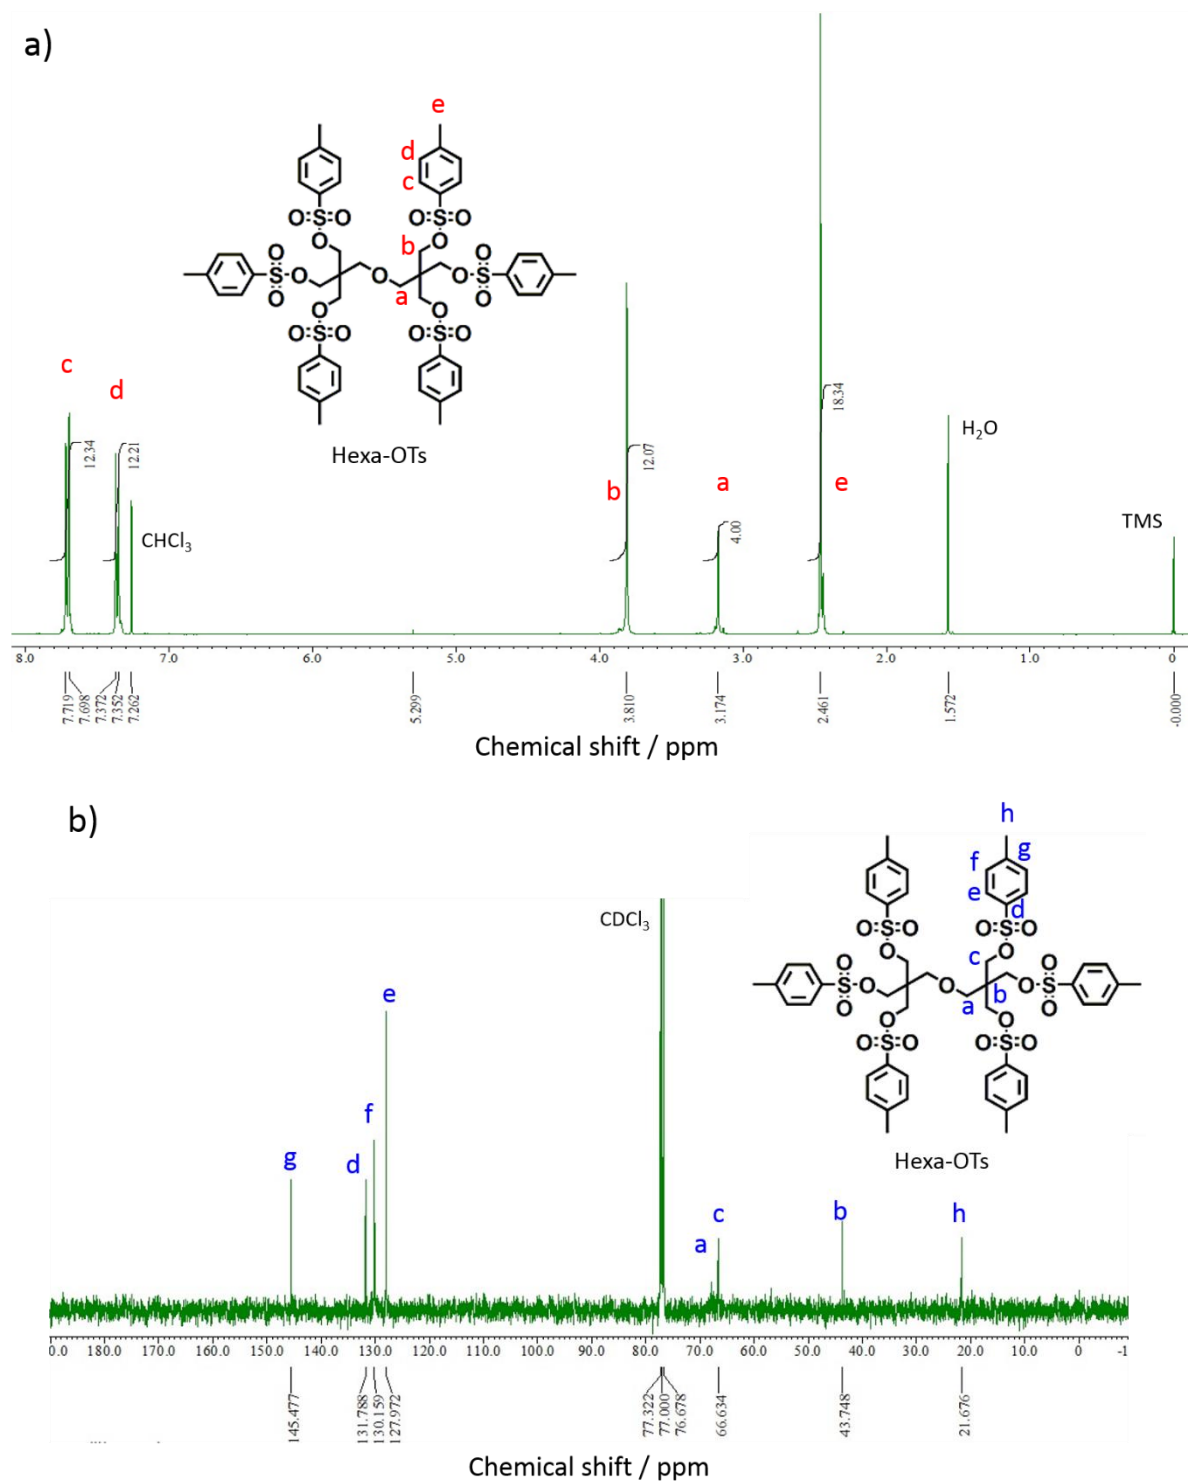 a)
e
d
c
O=S=O O=S=O
O b O
O O
S-O O O-S
O a O
O O
O=S=O O=S=O
Hexa-OTs
c
d
b
a
e
12.34
12.21
12.07
4.00
18.34
CHCl3
H2O
TMS
8.0 7.0 6.0 5.0 4.0 3.0 2.0 1.0 0
7.719
7.698
7.372
7.352
7.262
5.299
3.810
3.174
2.461
1.572
-0.000
Chemical shift / ppm
b)
h
g
f
e
d
O=S=O O=S=O
O c O
O O
S-O O O-S
b
O a O
O O
O=S=O O=S=O
Hexa-OTs
CDCl3
g
d
f
e
a
c
b
h
0.0 170.0 160.0 150.0 140.0 130.0 120.0 110.0 100.0 90.0 80.0 70.0 60.0 50.0 40.0 30.0 20.0 10.0 0 -1
145.477
131.788
130.159
127.972
77.322
77.000
76.678
66.634
43.748
21.676
Chemical shift / ppm